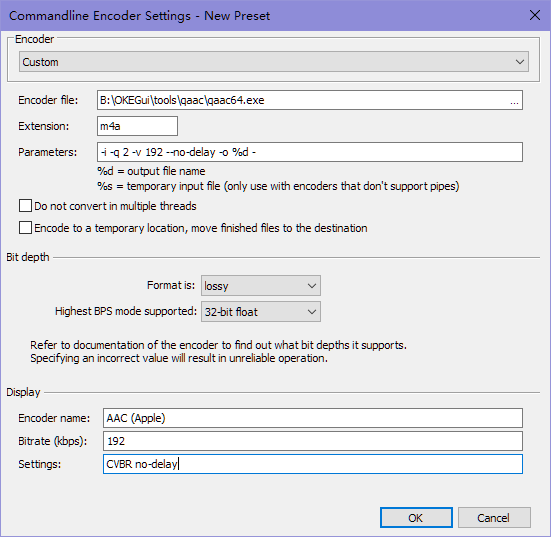 Commandline Encoder Settings - New Preset
Encoder
Custom
Encoder file: B:\OKEGui\tools\qaac\qaac64.exe ...
Extension: m4a
Parameters: -i -q 2 -v 192 --no-delay -o %d -
%d = output file name
%s = temporary input file (only use with encoders that don't support pipes)
Do not convert in multiple threads
Encode to a temporary location, move finished files to the destination
Bit depth
Format is: lossy
Highest BPS mode supported: 32-bit float
Refer to documentation of the encoder to find out what bit depths it supports.
Specifying an incorrect value will result in unreliable operation.
Display
Encoder name: AAC (Apple)
Bitrate (kbps): 192
Settings: CVBR no-delay
OK Cancel